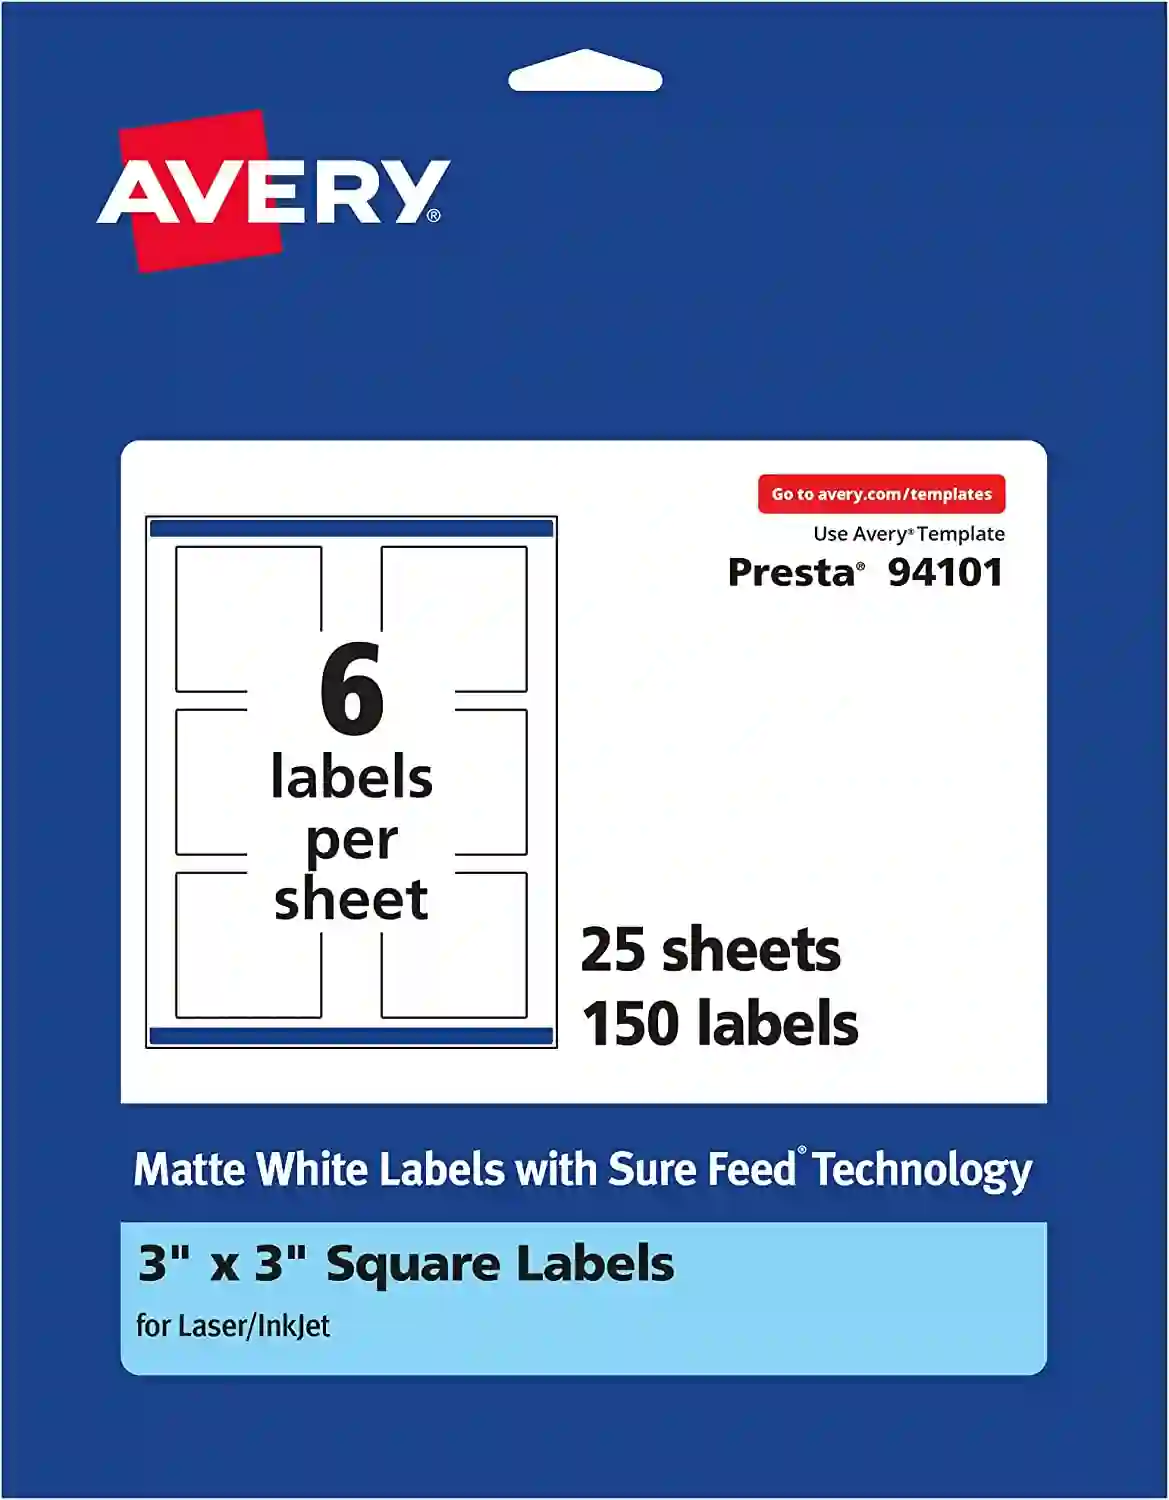 AVERY®
Go to avery.com/templates
Use Avery® Template
Presta® 94101
6
labels
per
sheet
25 sheets
150 labels
Matte White Labels with Sure Feed® Technology
3" x 3" Square Labels
for Laser/InkJet